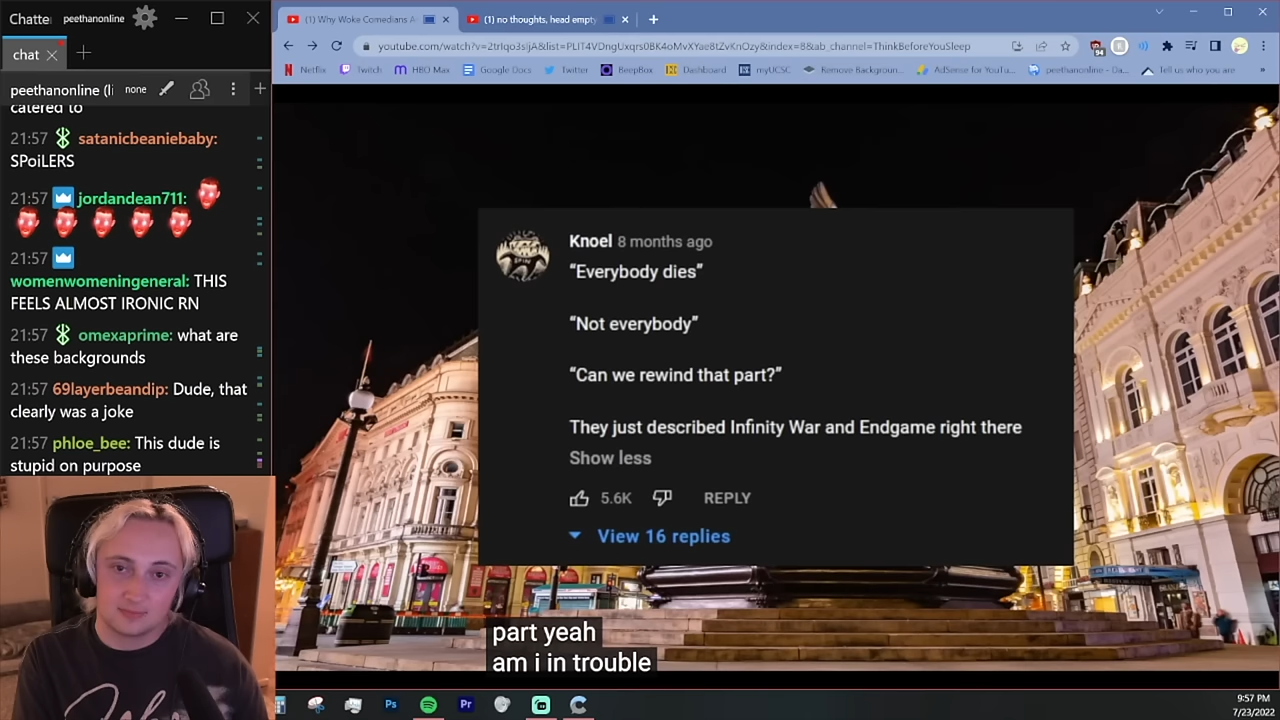 Chatte
peethanonline
chat
peethanonline (li
none
catered to
21:57 satanicbeaniebaby:
SPoiLERS
21:57 jordandean711:
21:57
womenwomeningeneral: THIS
FEELS ALMOST IRONIC RN
21:57 omexaprime: what are
these backgrounds
21:57 69layerbeandip: Dude, that
clearly was a joke
21:57 phloe_bee: This dude is
stupid on purpose
(1) Why Woke Comedians A
(1) no thoughts, head empt
youtube.com/watch?v=2trIqo3sIjA&list=PLIT4VDngUxqrs0BK4oMvXYae8tZvKnOzy&index=8&ab_channel=ThinkBeforeYouSleep
94
Netflix
Twitch
HBO Max
Google Docs
Twitter
BeepBox
Dashboard
myUCSC
Remove Backgroun...
AdSense for YouTu...
peethanonline - Da...
Tell us who you are
»
Knoel 8 months ago
“Everybody dies”
“Not everybody”
“Can we rewind that part?”
They just described Infinity War and Endgame right there
Show less
5.6K
REPLY
View 16 replies
part yeah
am i in trouble
Ps
Pr
9:57 PM
7/23/2022